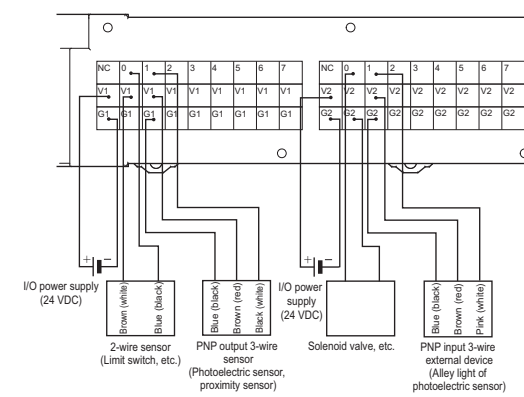 NC 0 1 2 3 4 5 6 7
V1 V1 V1 V1 V1 V1 V1 V1 V1
G1 G1 G1 G1 G1 G1 G1 G1 G1
NC 0 1 2 3 4 5 6 7
V2 V2 V2 V2 V2 V2 V2 V2 V2
G2 G2 G2 G2 G2 G2 G2 G2 G2
+ −
I/O power supply
(24 VDC)
Brown (white)
Blue (black)
2-wire sensor
(Limit switch, etc.)
Blue (black)
Brown (red)
Black (white)
PNP output 3-wire
sensor
(Photoelectric sensor,
proximity sensor)
+ −
I/O power
supply
(24 VDC)
Solenoid valve, etc.
Blue (black)
Brown (red)
Pink (white)
PNP input 3-wire
external device
(Alley light of
photoelectric sensor)